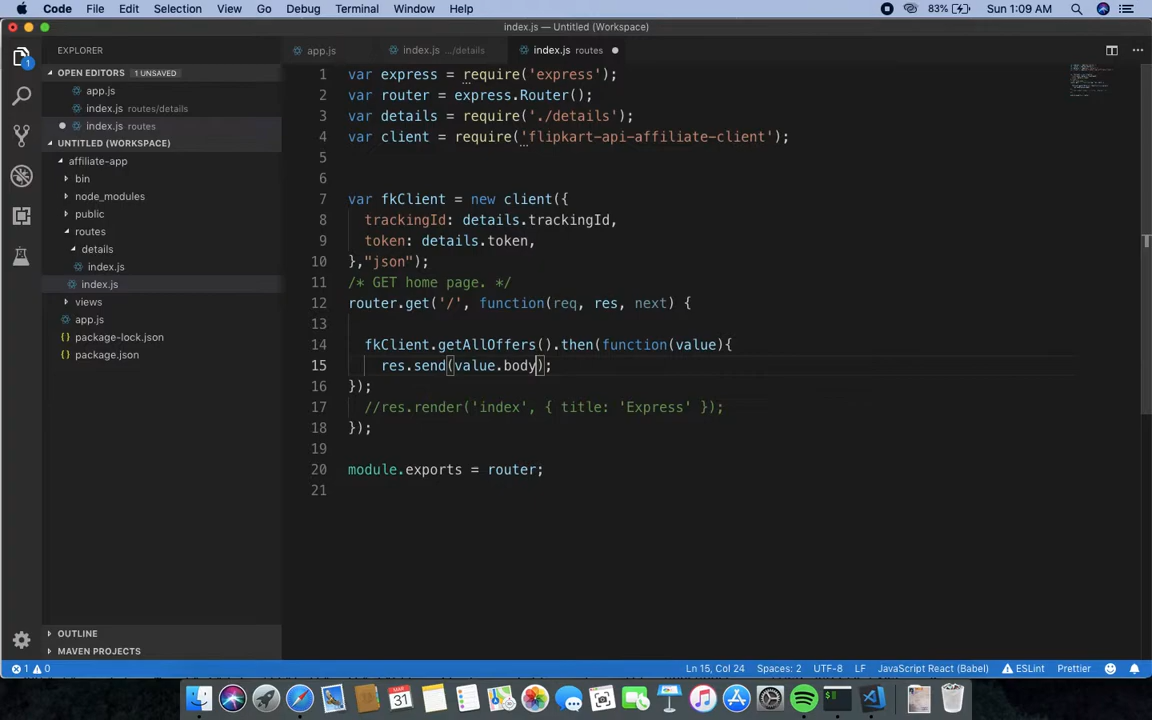 Code File Edit Selection View Go Debug Terminal Window Help 83% Sun 1:09 AM
index.js — Untitled (Workspace)
EXPLORER
app.js index.js .../details index.js routes
OPEN EDITORS 1 UNSAVED
app.js
index.js routes/details
index.js routes
UNTITLED (WORKSPACE)
affiliate-app
bin
node_modules
public
routes
details
index.js
index.js
views
app.js
package-lock.json
package.json
OUTLINE
MAVEN PROJECTS
1 var express = require('express');
2 var router = express.Router();
3 var details = require('./details');
4 var client = require('flipkart-api-affiliate-client');
5
6
7 var fkClient = new client({
8 trackingId: details.trackingId,
9 token: details.token,
10 },"json");
11 /* GET home page. */
12 router.get('/', function(req, res, next) {
13
14 fkClient.getAllOffers().then(function(value){
15 res.send(value.body);
16 });
17 //res.render('index', { title: 'Express' });
18 });
19
20 module.exports = router;
21
1 0 Ln 15, Col 24 Spaces: 2 UTF-8 LF JavaScript React (Babel) ESLint Prettier